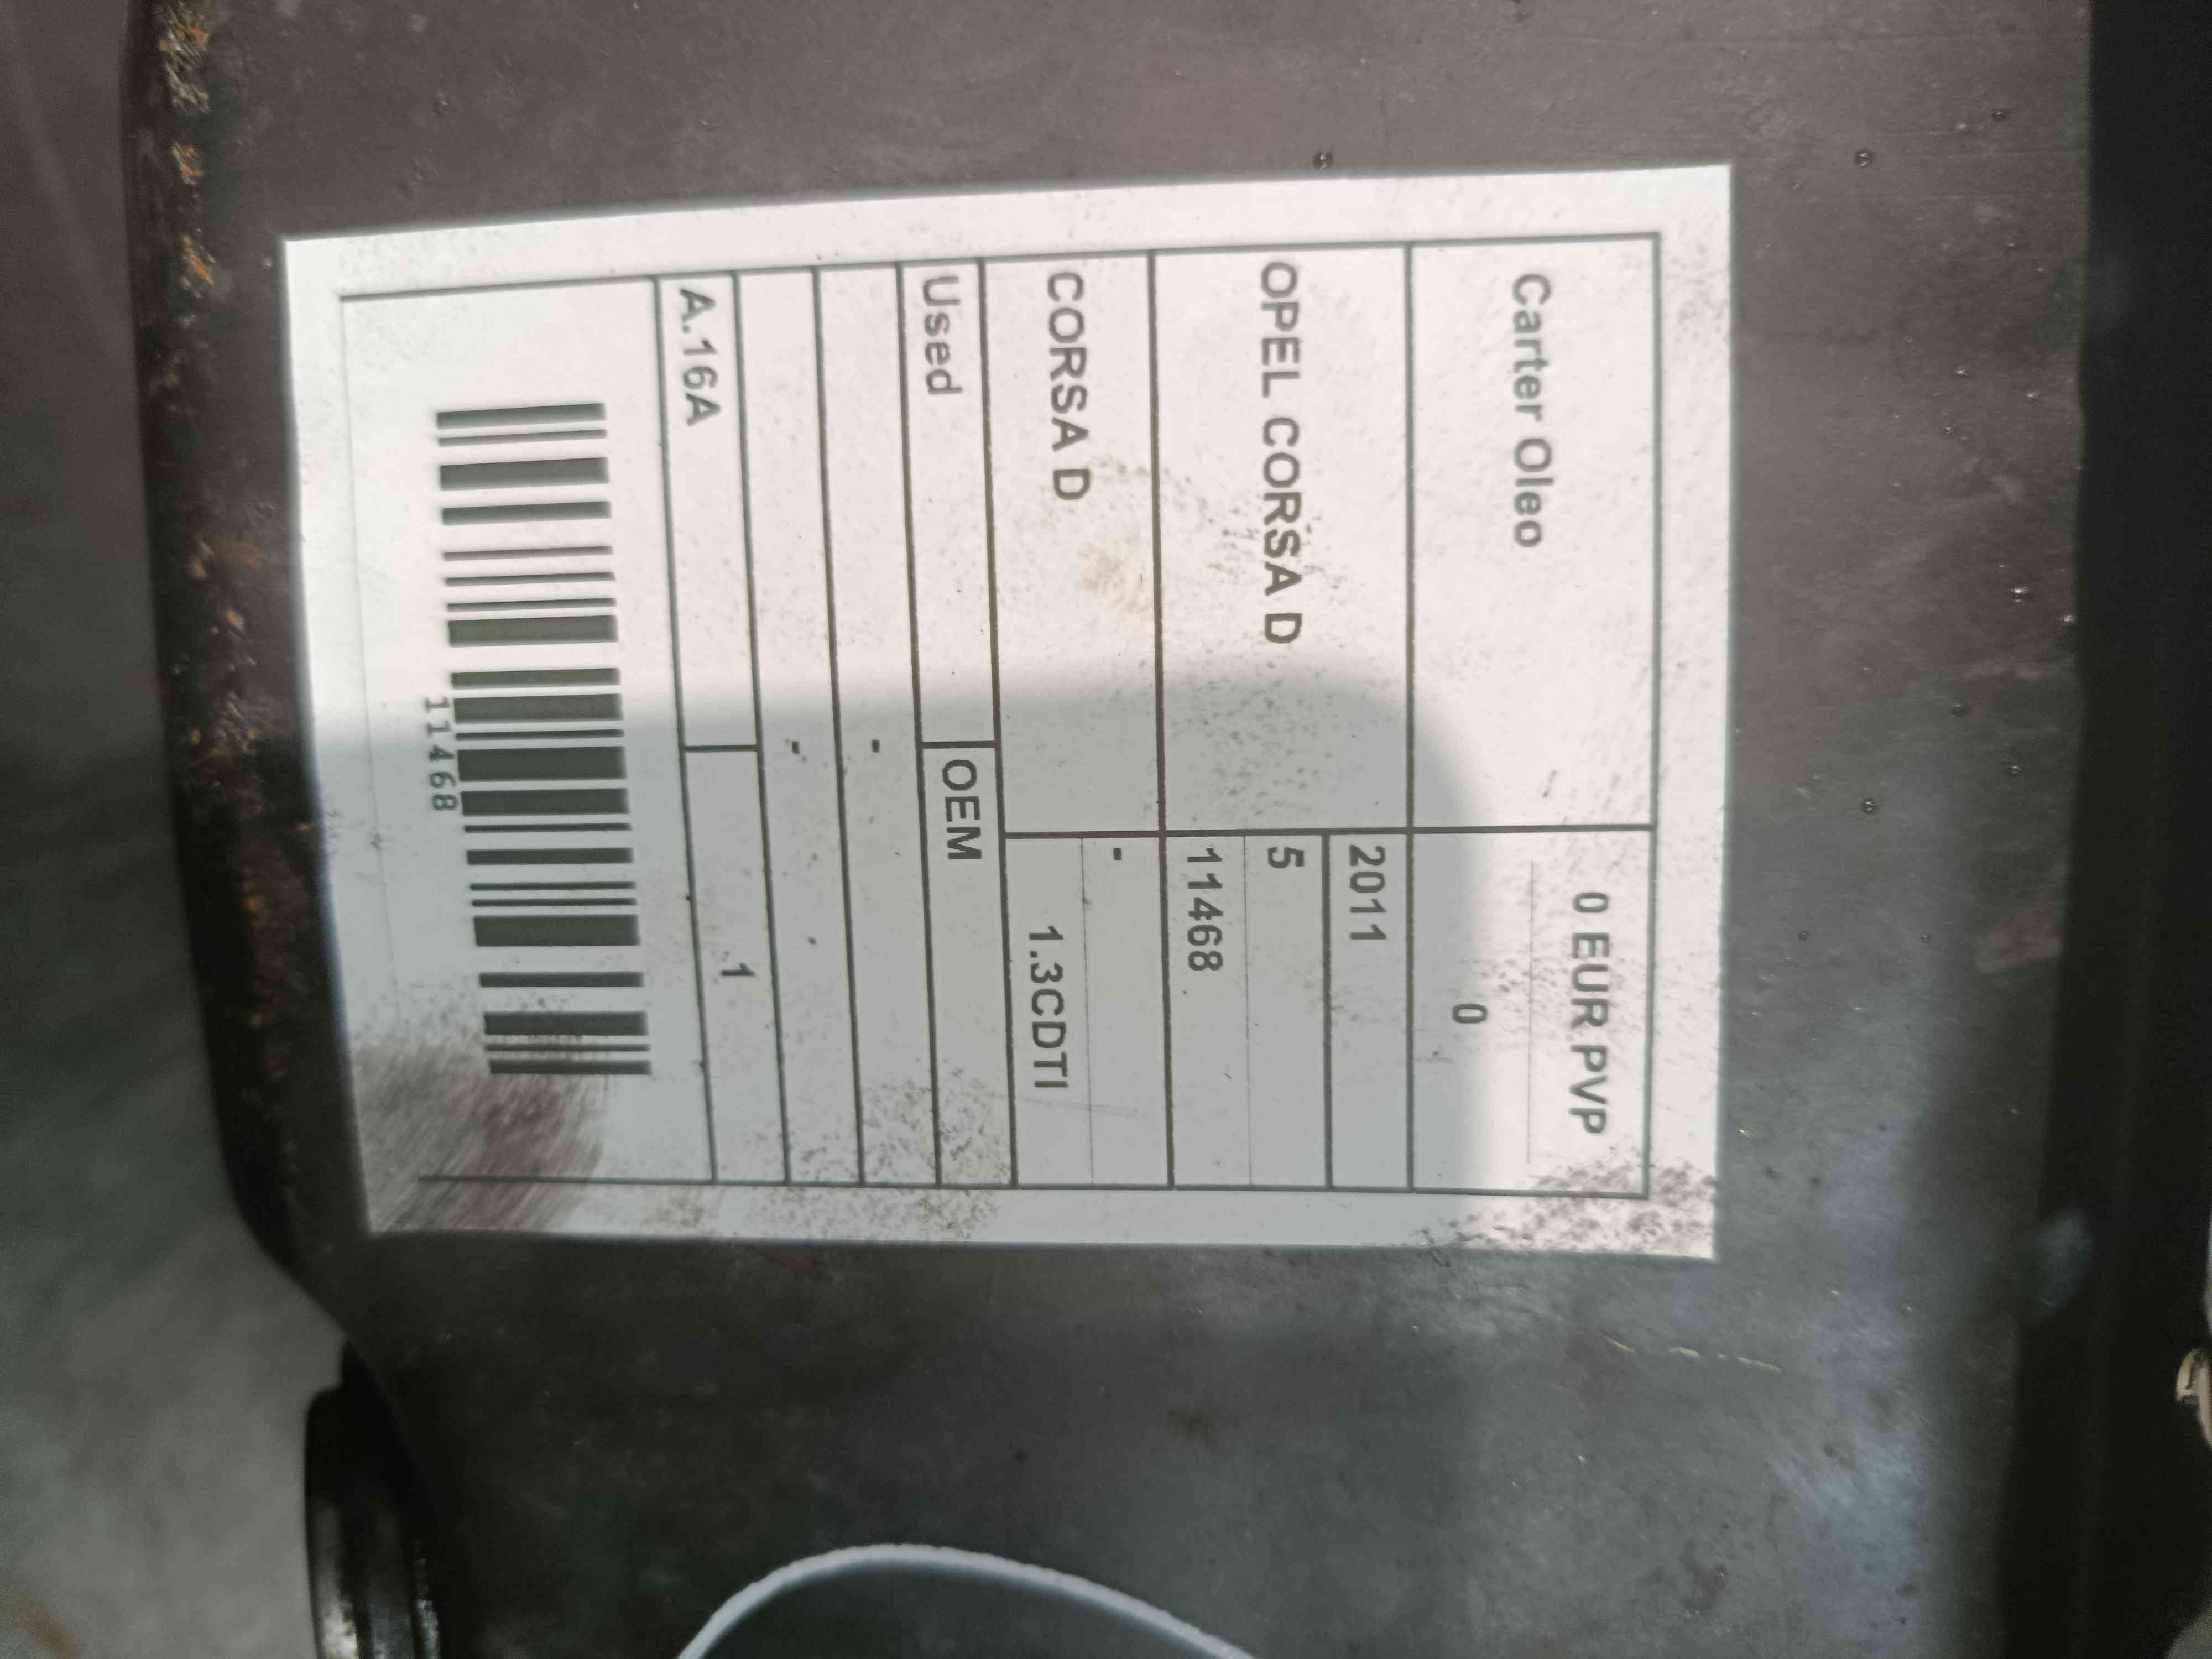 Carter Oleo
0 EUR PVP
0
OPEL CORSA D
2011
5
11468
CORSA D
-
1.3CDTI
Used
OEM
-
-
A.16A
1
11468